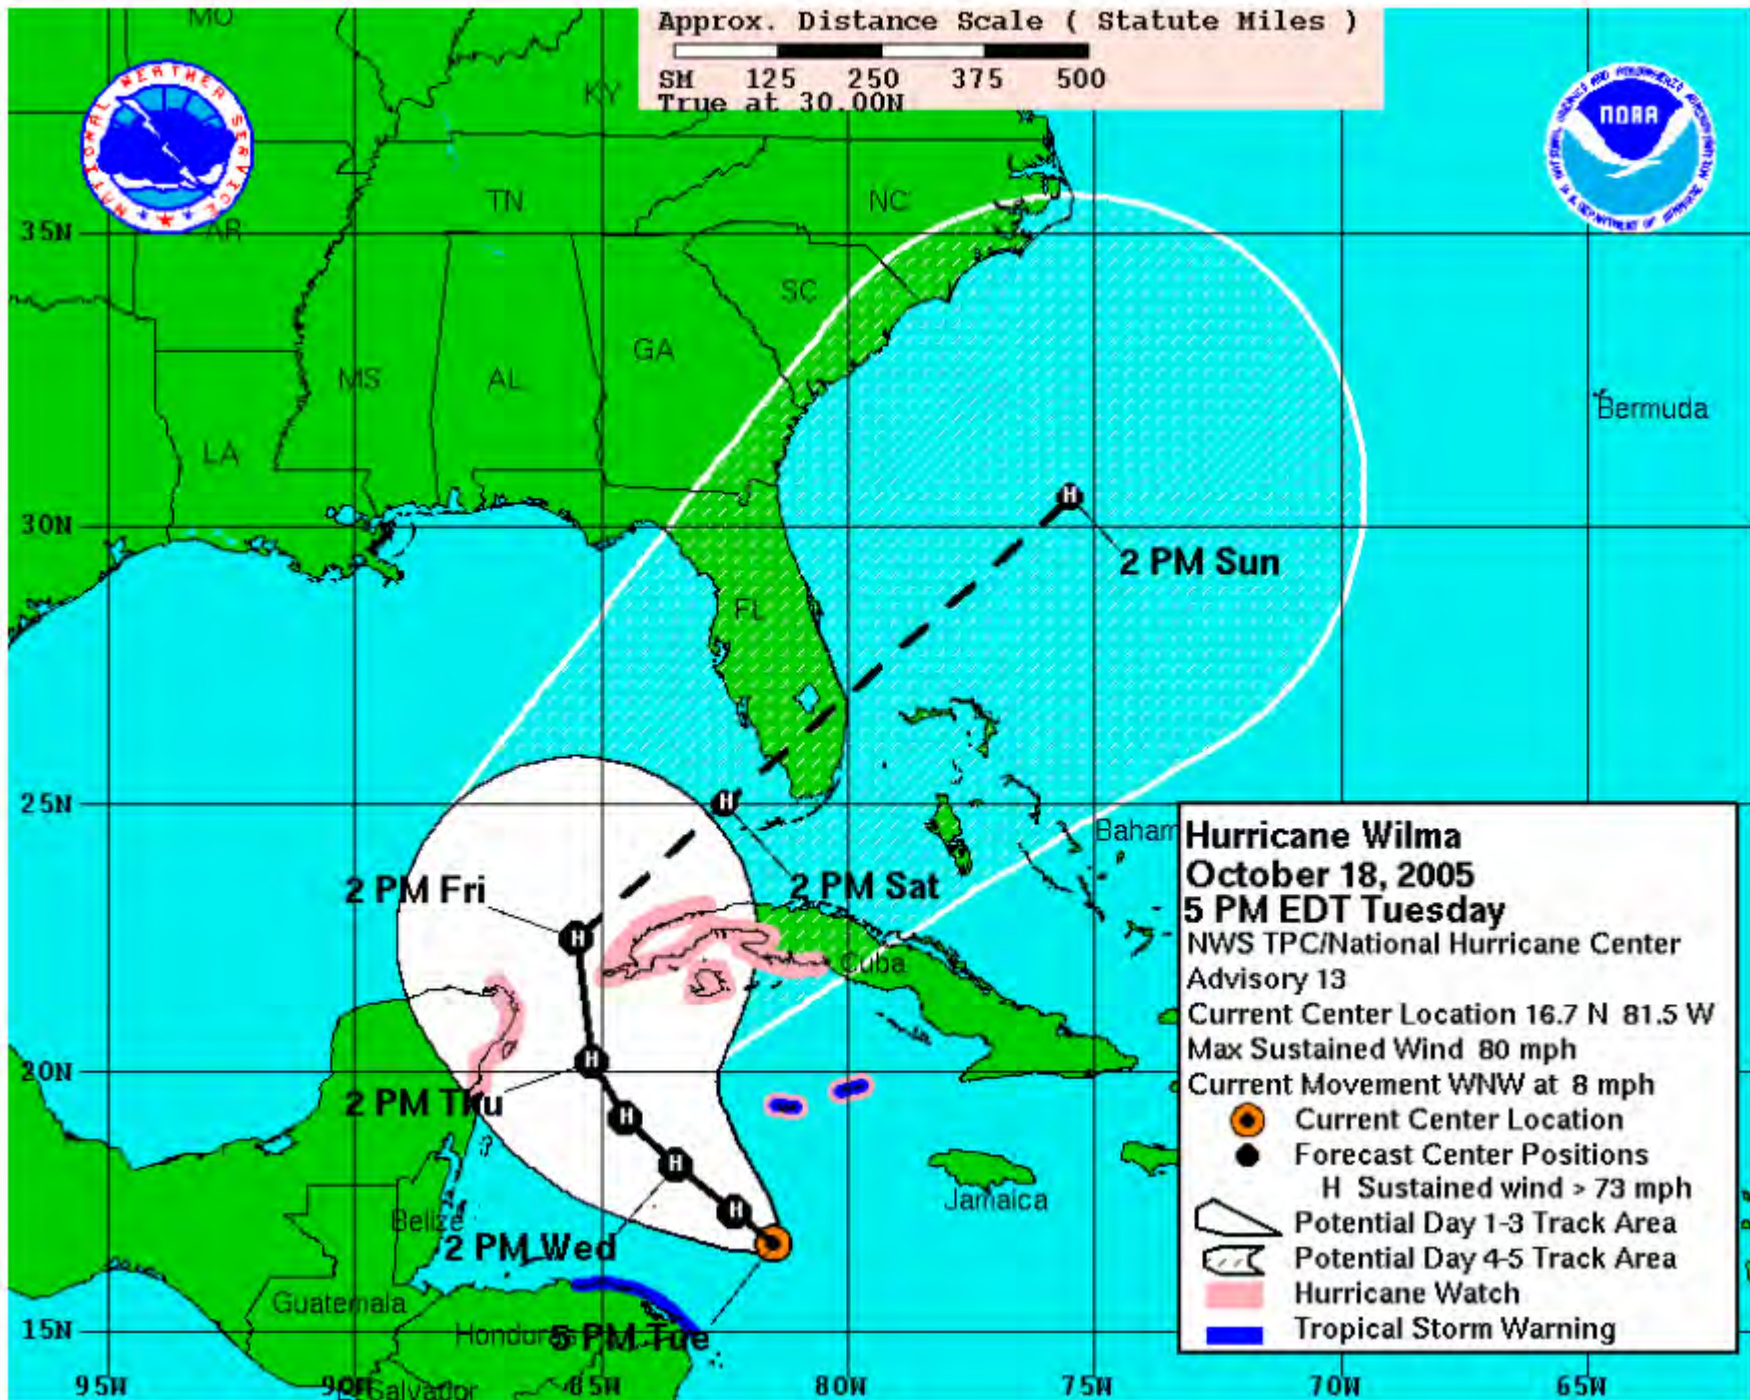 Approx. Distance Scale ( Statute Miles )
SM 125 250 375 500
True at 30.00N
NATIONAL WEATHER SERVICE
NOAA
MO
KY
TN
NC
AR
35N
SC
GA
MS
AL
LA
Bermuda
30N
2 PM Sun
FL
25N
Baham
2 PM Fri
2 PM Sat
Cuba
20N
2 PM Thu
Jamaica
Belize
2 PM Wed
Guatemala
Honduras
5 PM Tue
15N
Salvador
95W 90W 85W 80W 75W 70W 65W
Hurricane Wilma
October 18, 2005
5 PM EDT Tuesday
NWS TPC/National Hurricane Center
Advisory 13
Current Center Location 16.7 N 81.5 W
Max Sustained Wind 80 mph
Current Movement WNW at 8 mph
Current Center Location
Forecast Center Positions
H Sustained wind > 73 mph
Potential Day 1-3 Track Area
Potential Day 4-5 Track Area
Hurricane Watch
Tropical Storm Warning
H
H
H
H
H
H
H